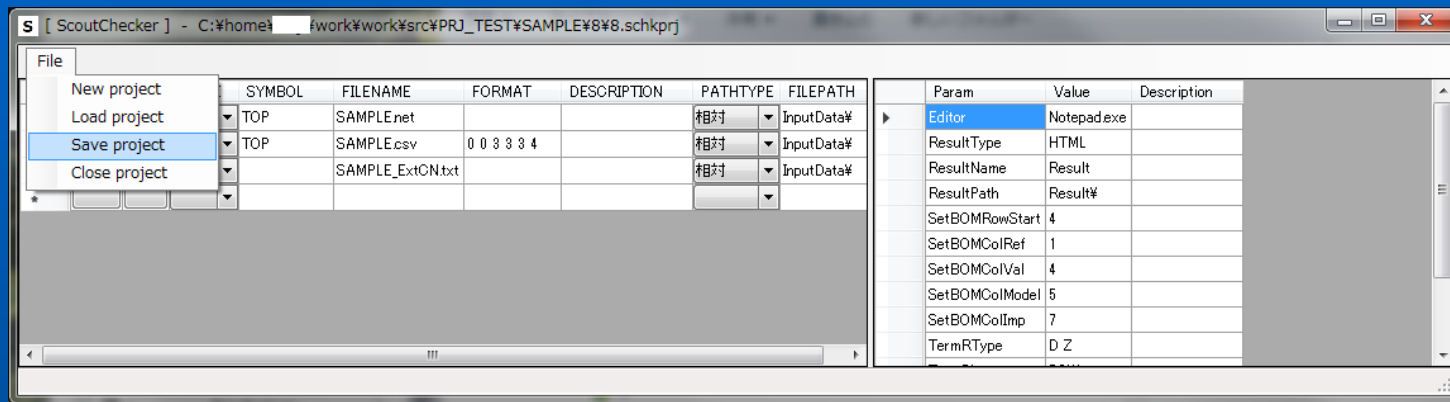 S [ ScoutChecker ] - C:¥home¥ ¥work¥work¥src¥PRJ_TEST¥SAMPLE¥8¥8.schkprj
File
New project
Load project
Save project
Close project
SYMBOL FILENAME FORMAT DESCRIPTION PATHTYPE FILEPATH
TOP SAMPLE.net 相対 InputData¥
TOP SAMPLE.csv 0 0 3 3 3 4 相対 InputData¥
SAMPLE_ExtCN.txt 相対 InputData¥
*
Param Value Description
Editor Notepad.exe
ResultType HTML
ResultName Result
ResultPath Result¥
SetBOMRowStart 4
SetBOMColRef 1
SetBOMColVal 4
SetBOMColModel 5
SetBOMColImp 7
TermRType D Z